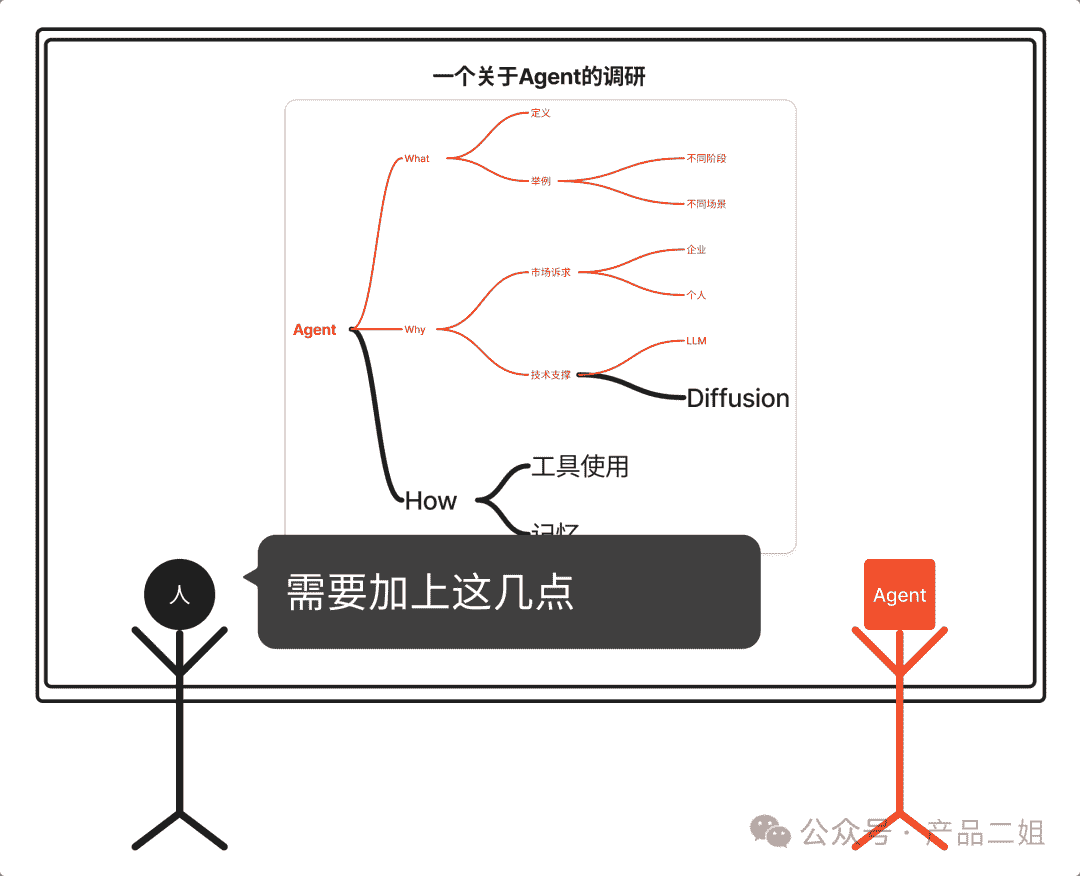 一个关于Agent的调研
定义
What
不同阶段
举例
不同场景
企业
市场诉求
个人
Agent
Why
LLM
技术支撑
Diffusion
工具使用
How
记忆
需要加上这几点
人
Agent
公众号·产品二姐